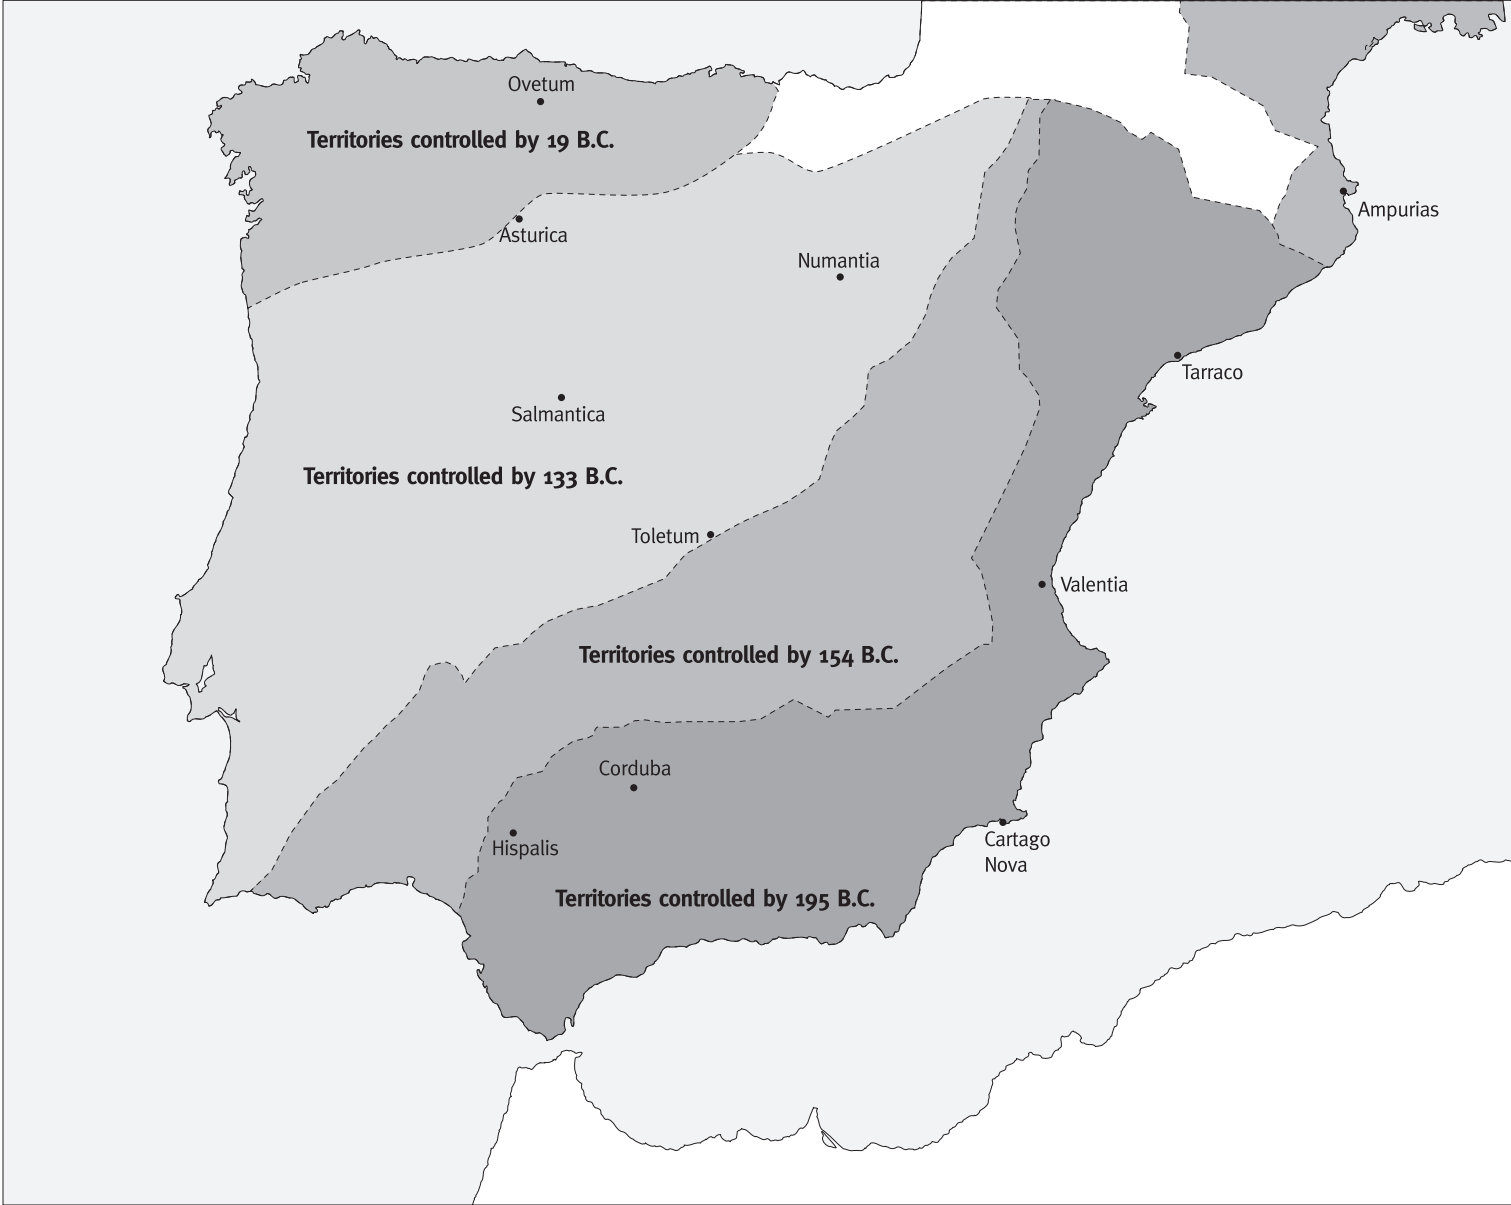 Ovetum
Territories controlled by 19 B.C.
Ampurias
Asturica
Numantia
Tarraco
Salmantica
Territories controlled by 133 B.C.
Toletum
Valentia
Territories controlled by 154 B.C.
Corduba
Cartago
Nova
Hispalis
Territories controlled by 195 B.C.